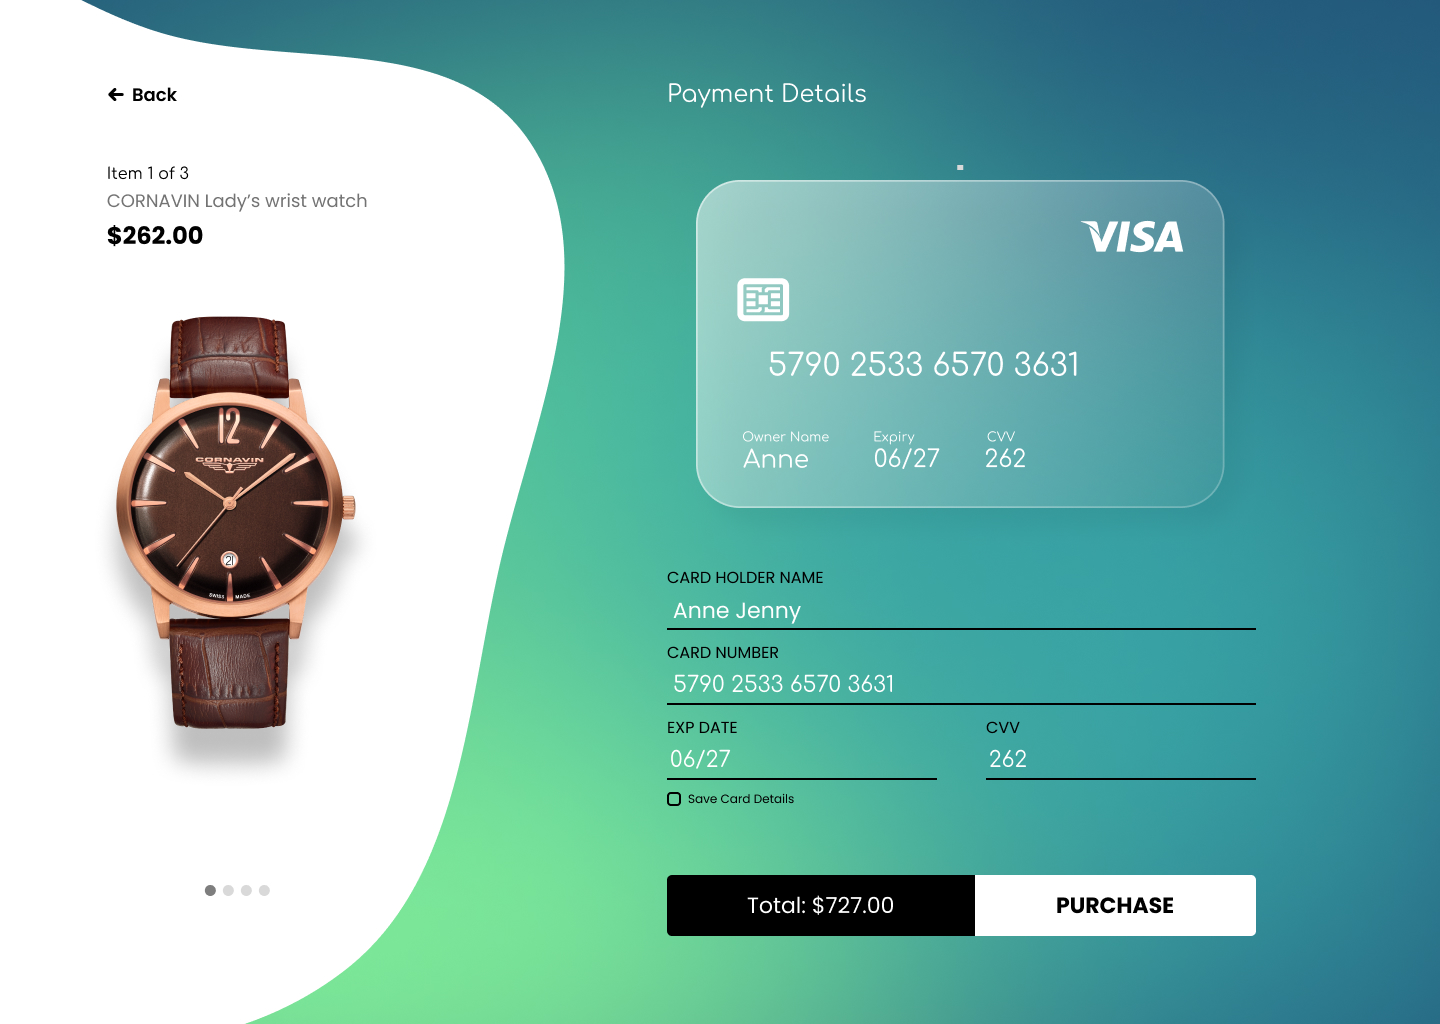 Back
Item 1 of 3
CORNAVIN Lady's wrist watch
$262.00
12
CORNAVIN
21
SWISS MADE
Payment Details
VISA
5790 2533 6570 3631
Owner Name Expiry CVV
Anne 06/27 262
CARD HOLDER NAME
Anne Jenny
CARD NUMBER
5790 2533 6570 3631
EXP DATE CVV
06/27 262
Save Card Details
Total: $727.00 PURCHASE